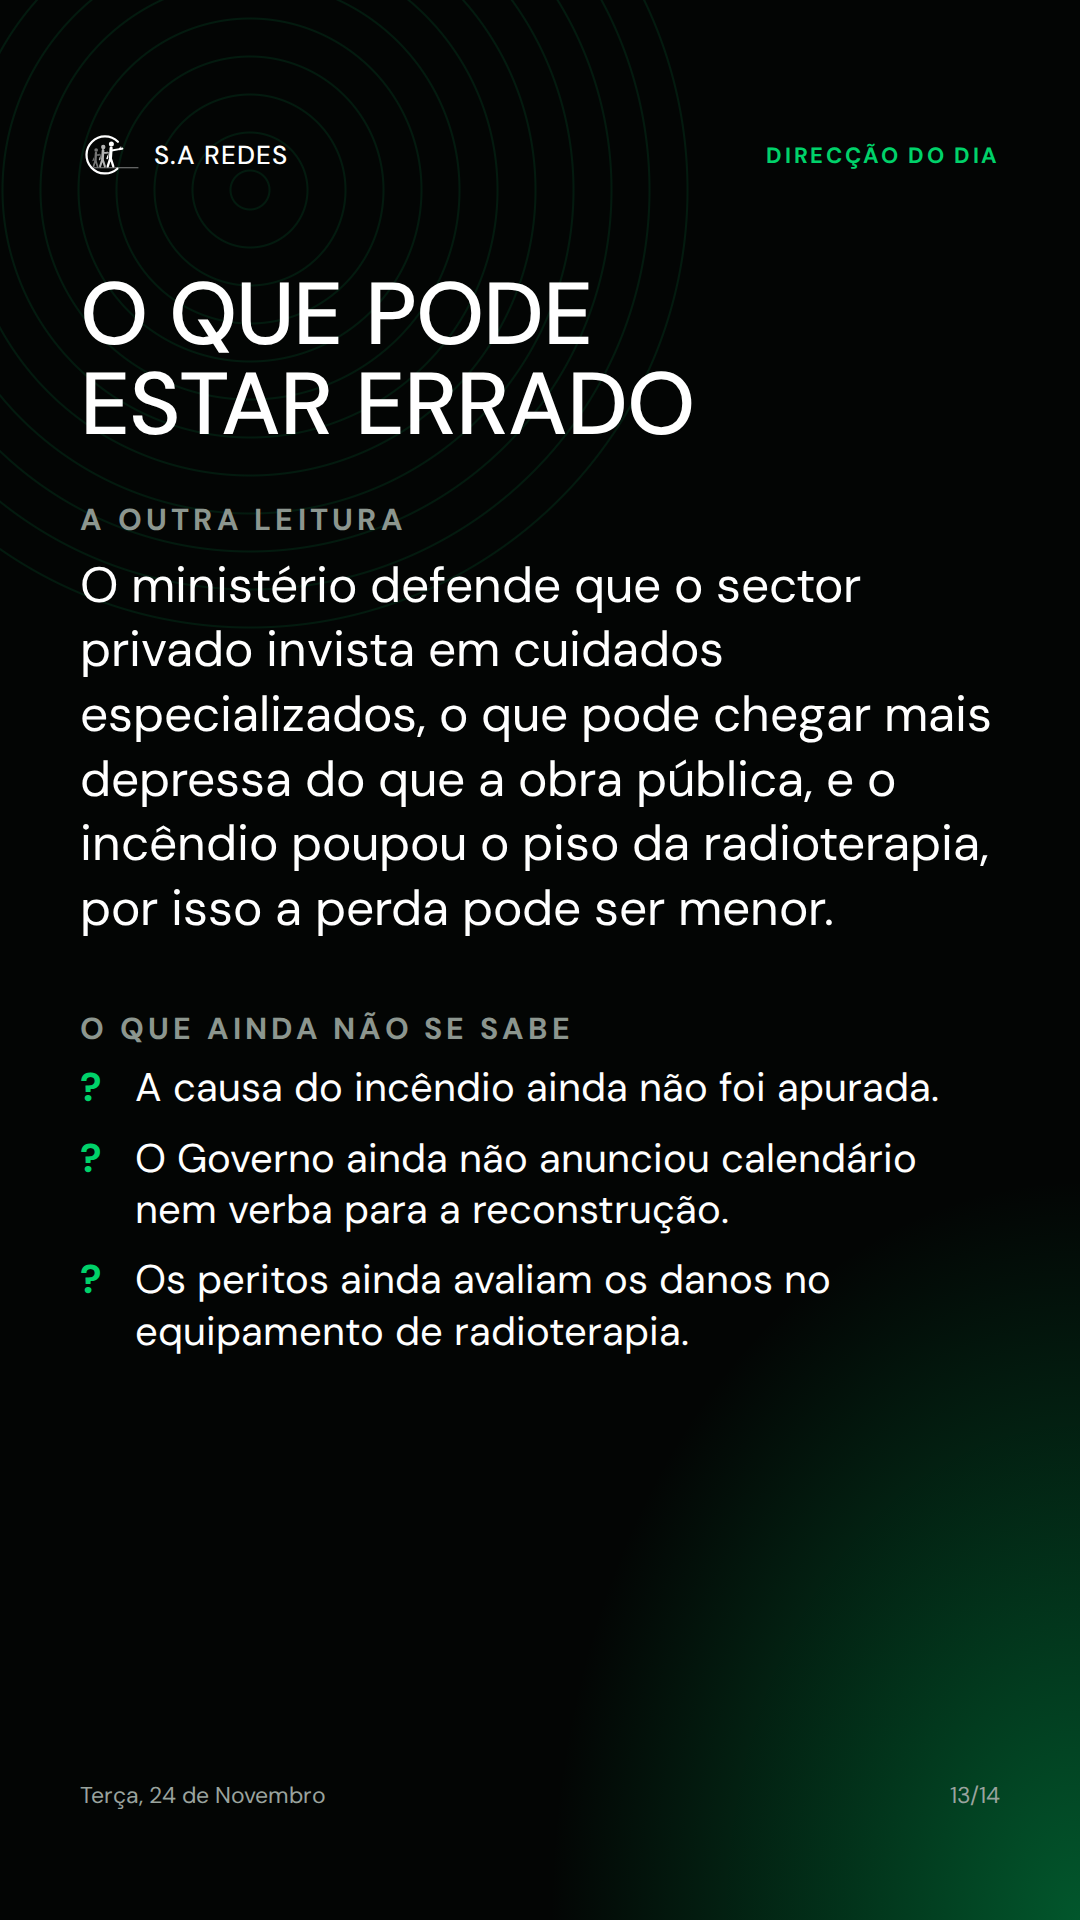 S.A REDES
DIRECÇÃO DO DIA
O QUE PODE
ESTAR ERRADO
A OUTRA LEITURA
O ministério defende que o sector
privado invista em cuidados
especializados, o que pode chegar mais
depressa do que a obra pública, e o
incêndio poupou o piso da radioterapia,
por isso a perda pode ser menor.
O QUE AINDA NÃO SE SABE
? A causa do incêndio ainda não foi apurada.
? O Governo ainda não anunciou calendário
nem verba para a reconstrução.
? Os peritos ainda avaliam os danos no
equipamento de radioterapia.
Terça, 24 de Novembro
13/14